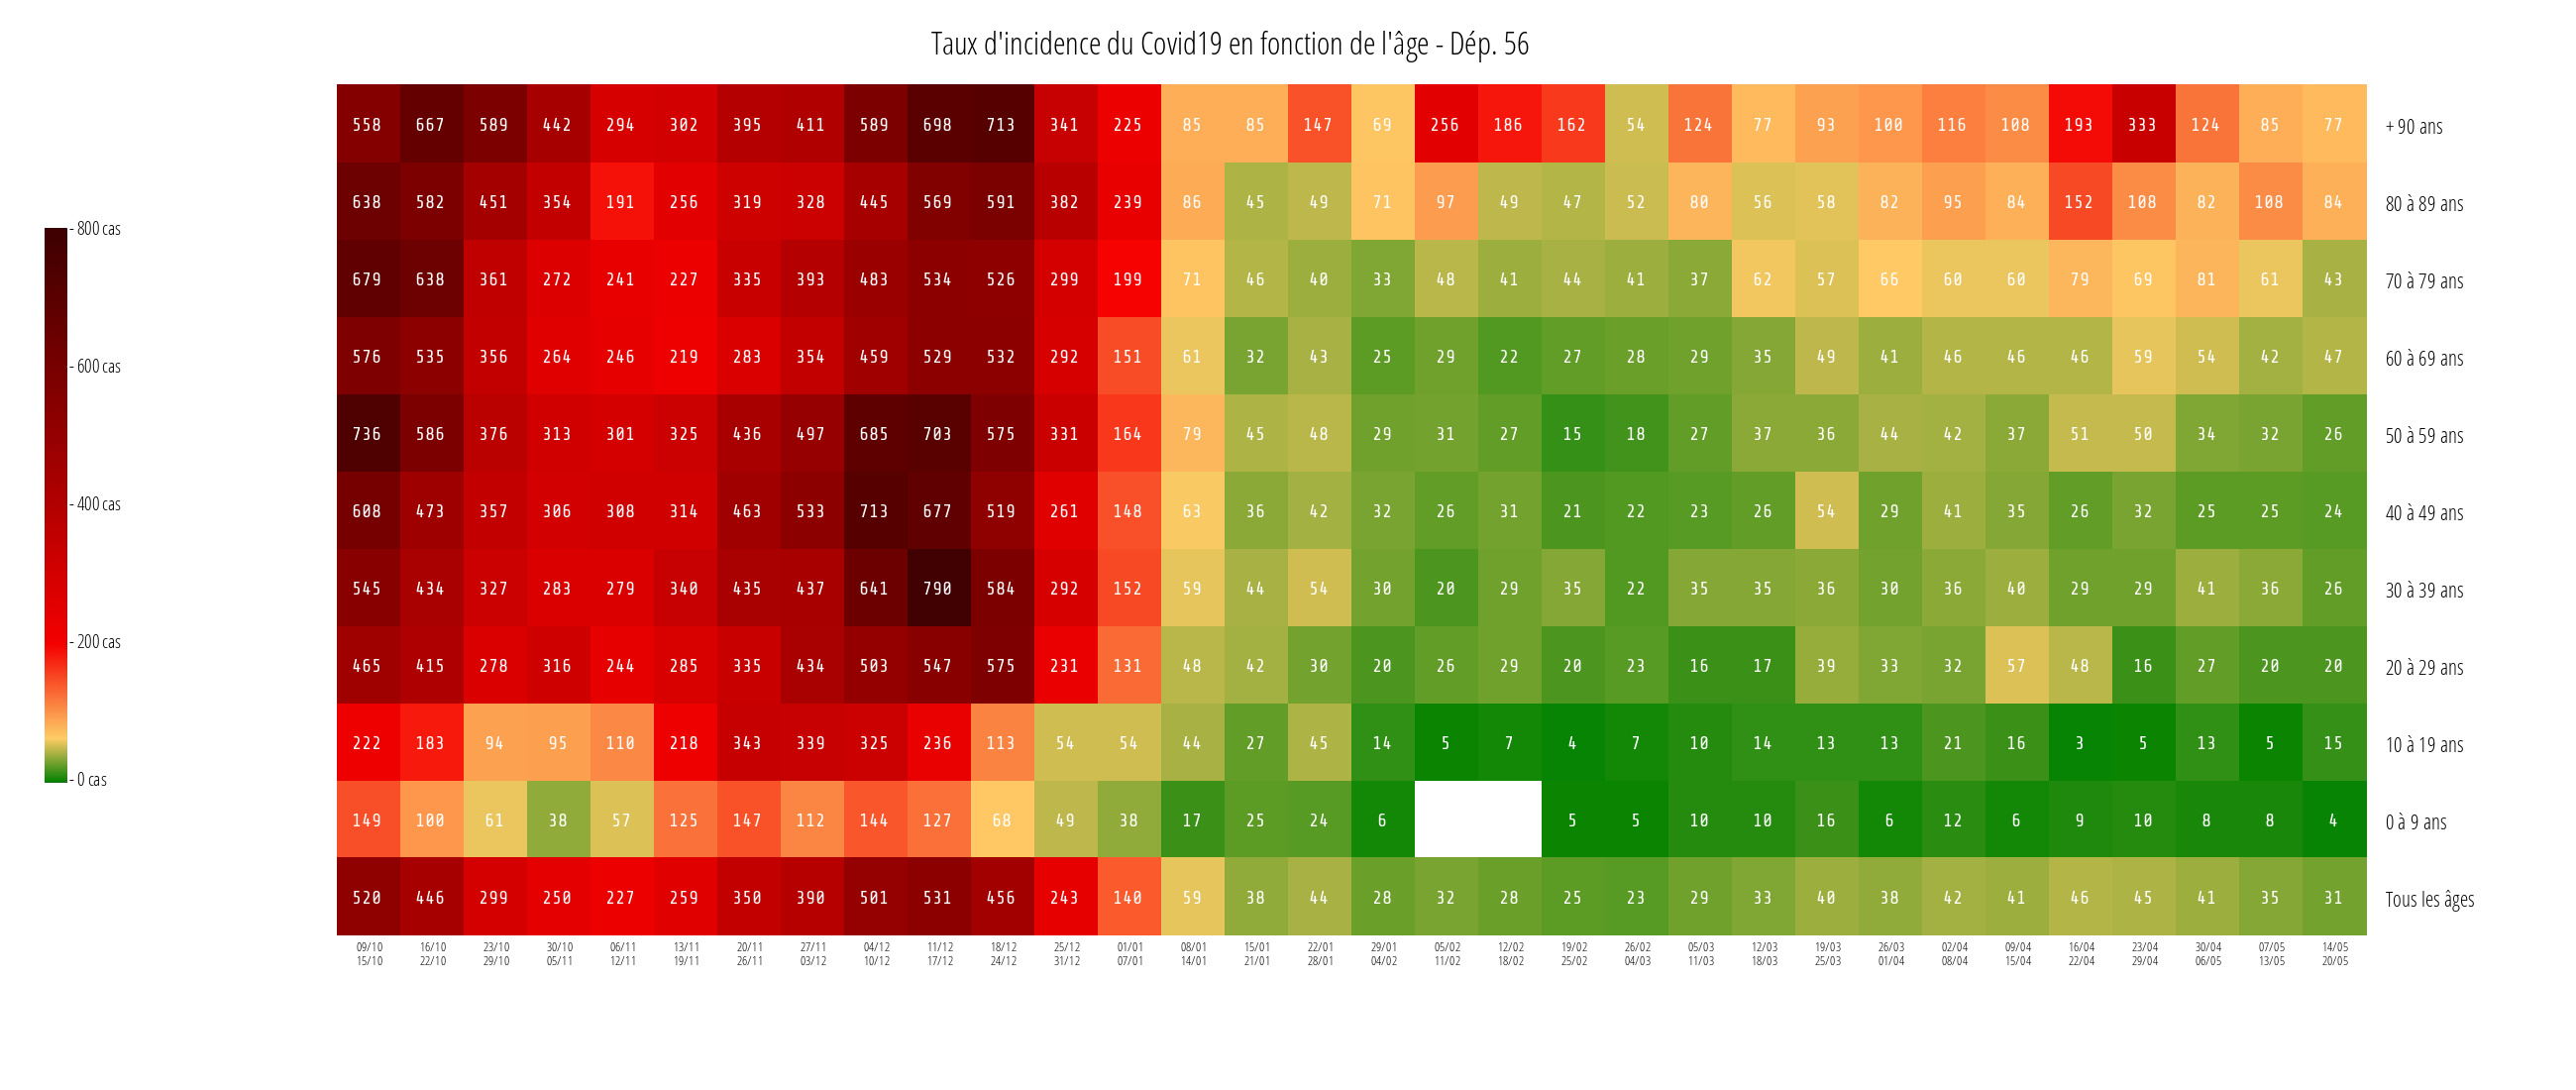 Taux d'incidence du Covid19 en fonction de l'âge - Dép. 56
- 800 cas
- 600 cas
- 400 cas
- 200 cas
- 0 cas
558 667 589 442 294 302 395 411 589 698 713 341 225 85 85 147 69 256 186 162 54 124 77 93 100 116 108 193 333 124 85 77 + 90 ans
638 582 451 354 191 256 319 328 445 569 591 382 239 86 45 49 71 97 49 47 52 80 56 58 82 95 84 152 108 82 108 84 80 à 89 ans
679 638 361 272 241 227 335 393 483 534 526 299 199 71 46 40 33 48 41 44 41 37 62 57 66 60 60 79 69 81 61 43 70 à 79 ans
576 535 356 264 246 219 283 354 459 529 532 292 151 61 32 43 25 29 22 27 28 29 35 49 41 46 46 46 59 54 42 47 60 à 69 ans
736 586 376 313 301 325 436 497 685 703 575 331 164 79 45 48 29 31 27 15 18 27 37 36 44 42 37 51 50 34 32 26 50 à 59 ans
608 473 357 306 308 314 463 533 713 677 519 261 148 63 36 42 32 26 31 21 22 23 26 54 29 41 35 26 32 25 25 24 40 à 49 ans
545 434 327 283 279 340 435 437 641 790 584 292 152 59 44 54 30 20 29 35 22 35 35 36 30 36 40 29 29 41 36 26 30 à 39 ans
465 415 278 316 244 285 335 434 503 547 575 231 131 48 42 30 20 26 29 20 23 16 17 39 33 32 57 48 16 27 20 20 20 à 29 ans
222 183 94 95 110 218 343 339 325 236 113 54 54 44 27 45 14 5 7 4 7 10 14 13 13 21 16 3 5 13 5 15 10 à 19 ans
149 100 61 38 57 125 147 112 144 127 68 49 38 17 25 24 6 5 5 10 10 16 6 12 6 9 10 8 8 4 0 à 9 ans
520 446 299 250 227 259 350 390 501 531 456 243 140 59 38 44 28 32 28 25 23 29 33 40 38 42 41 46 45 41 35 31 Tous les âges
09/10 16/10 23/10 30/10 06/11 13/11 20/11 27/11 04/12 11/12 18/12 25/12 01/01 08/01 15/01 22/01 29/01 05/02 12/02 19/02 26/02 05/03 12/03 19/03 26/03 02/04 09/04 16/04 23/04 30/04 07/05 14/05
15/10 22/10 29/10 05/11 12/11 19/11 26/11 03/12 10/12 17/12 24/12 31/12 07/01 14/01 21/01 28/01 04/02 11/02 18/02 25/02 04/03 11/03 18/03 25/03 01/04 08/04 15/04 22/04 29/04 06/05 13/05 20/05